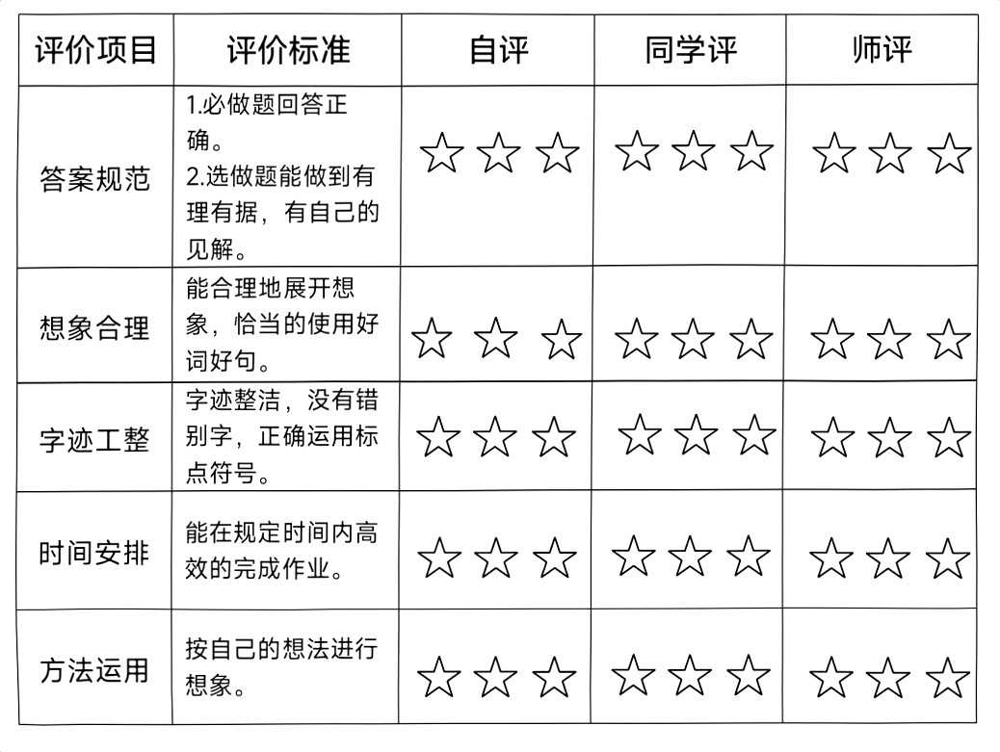 评价项目 评价标准 自评 同学评 师评
答案规范
1.必做题回答正
确。
2.选做题能做到有
理有据，有自己的
见解。
☆ ☆ ☆ ☆ ☆ ☆ ☆ ☆ ☆
想象合理
能合理地展开想
象，恰当的使用好
词好句。
☆ ☆ ☆ ☆ ☆ ☆ ☆ ☆ ☆
字迹工整
字迹整洁，没有错
别字，正确运用标
点符号。
☆ ☆ ☆ ☆ ☆ ☆ ☆ ☆ ☆
时间安排
能在规定时间内高
效的完成作业。
☆ ☆ ☆ ☆ ☆ ☆ ☆ ☆ ☆
方法运用
按自己的想法进行
想象。
☆ ☆ ☆ ☆ ☆ ☆ ☆ ☆ ☆